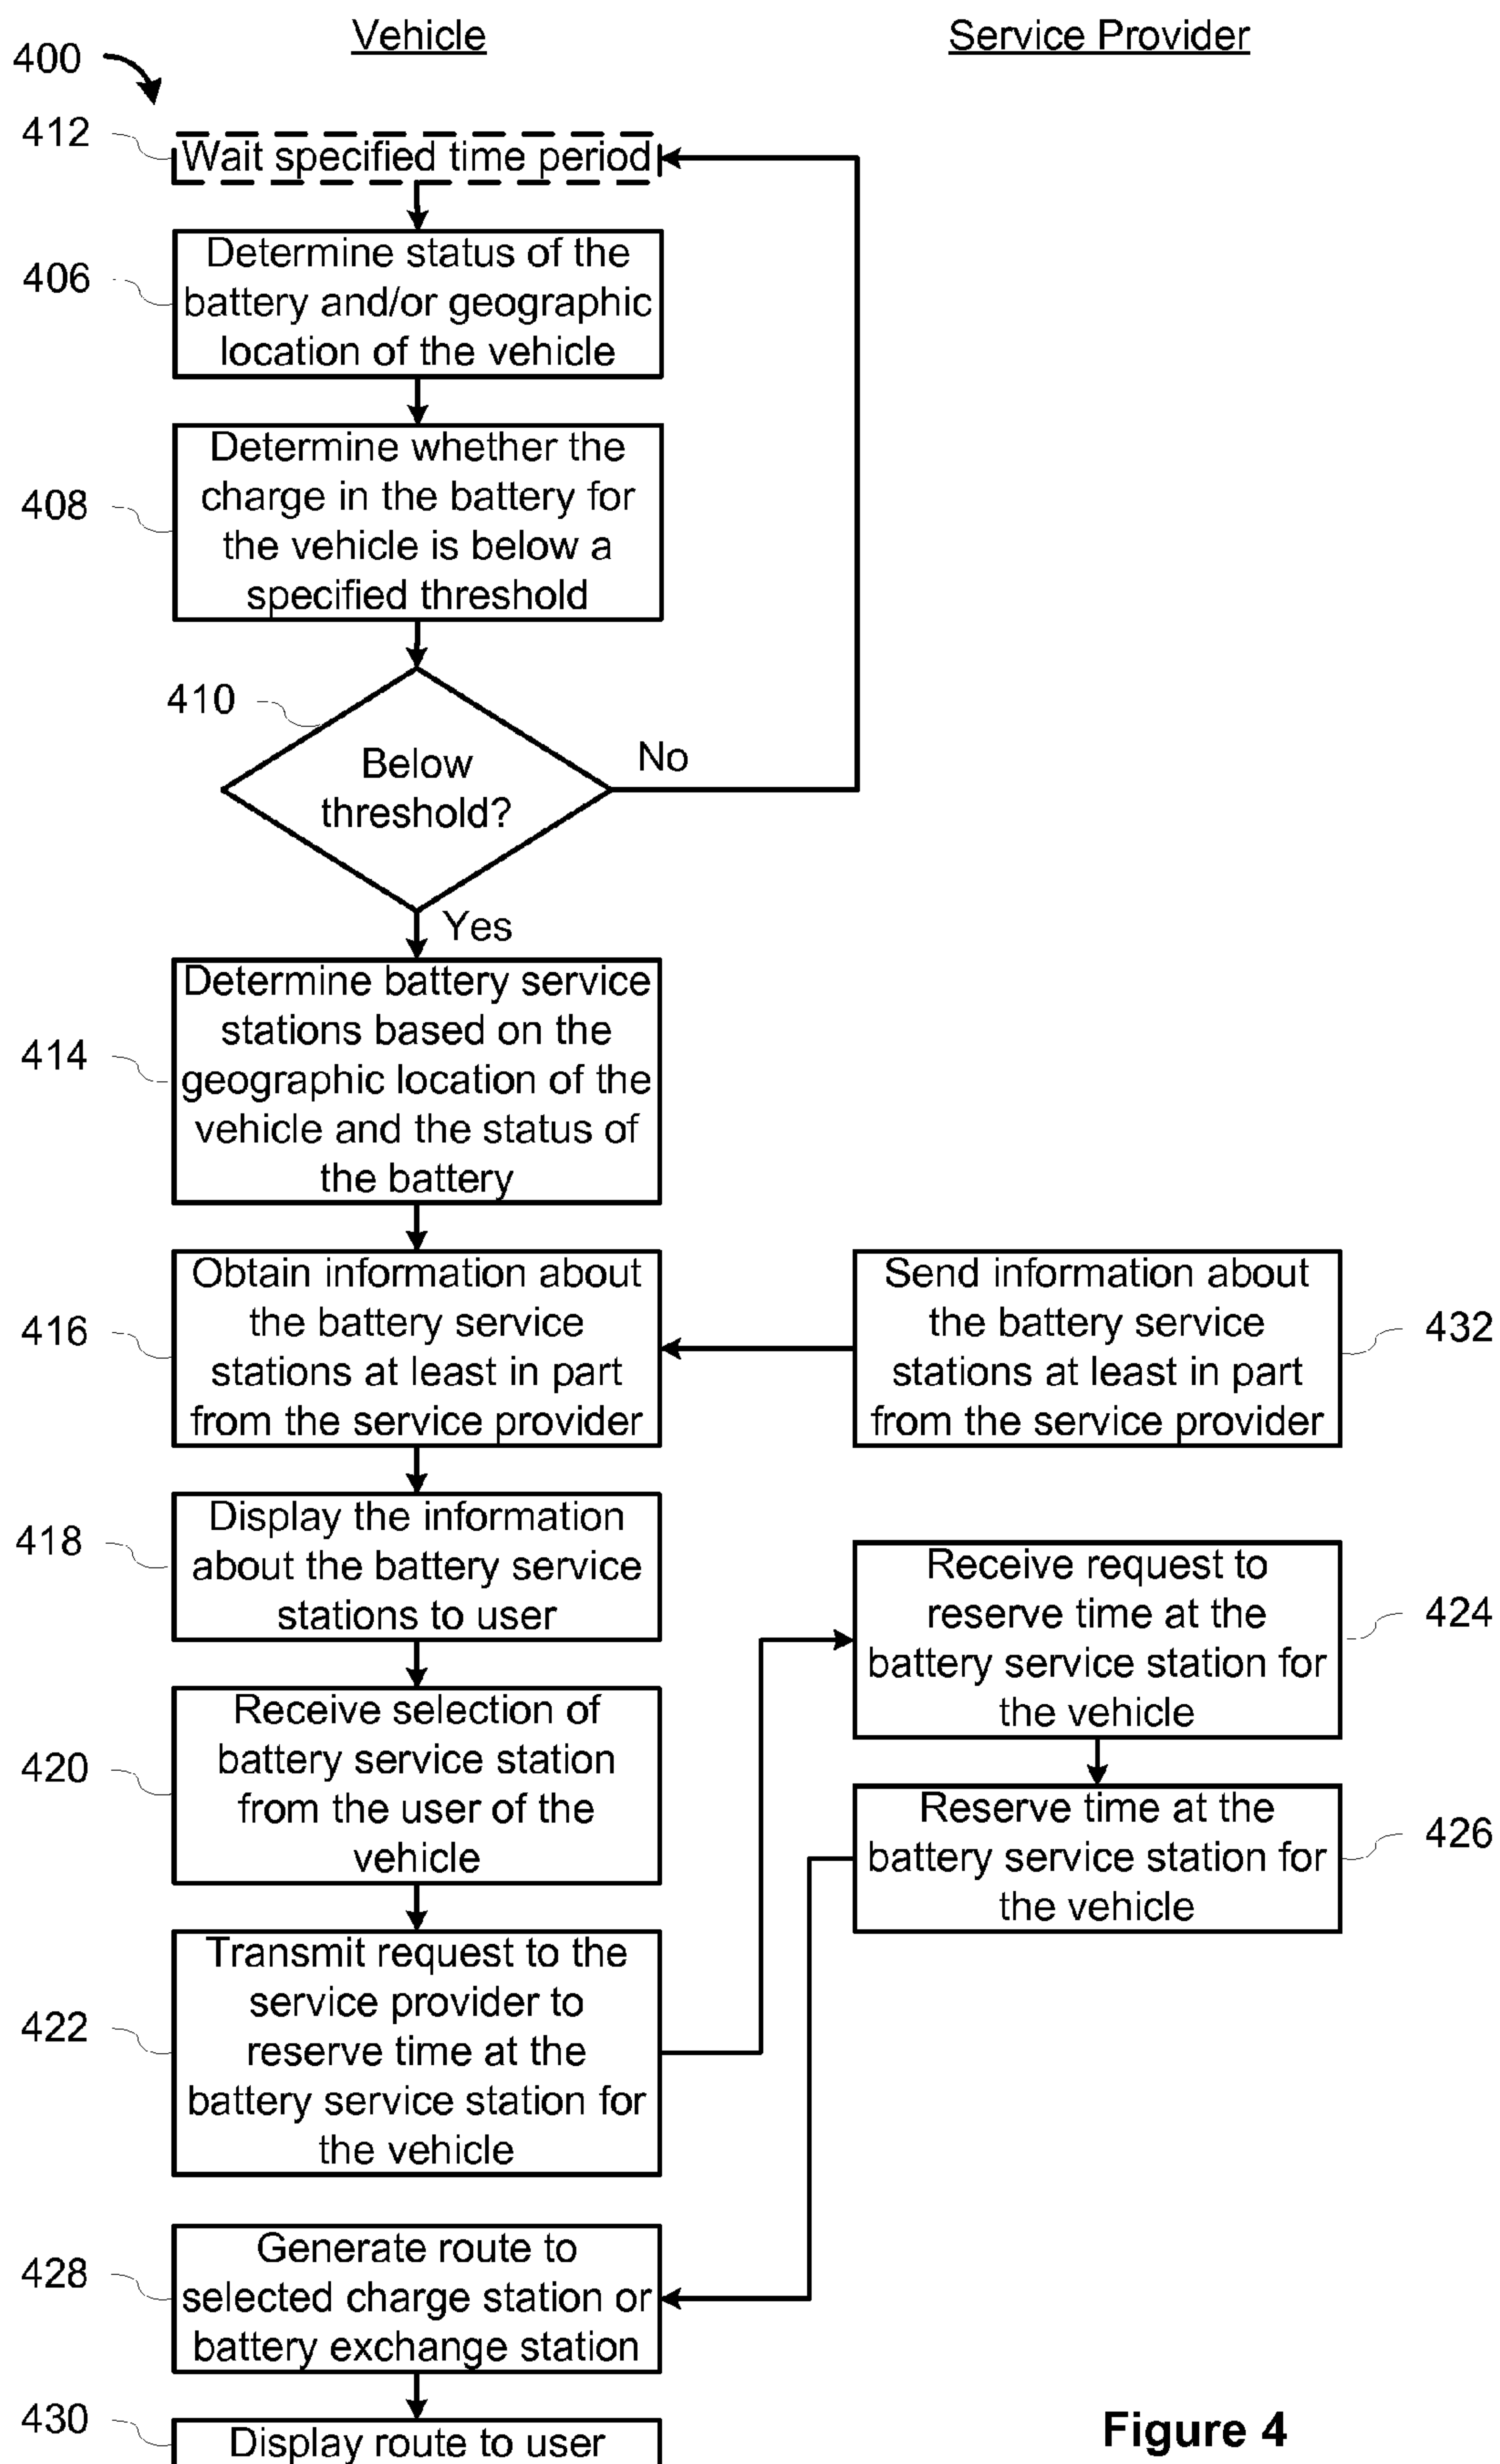 Vehicle
Service Provider
400
412
Wait specified time period
406
Determine status of the
battery and/or geographic
location of the vehicle
408
Determine whether the
charge in the battery for
the vehicle is below a
specified threshold
410
Below
threshold?
No
Yes
414
Determine battery service
stations based on the
geographic location of the
vehicle and the status of
the battery
416
Obtain information about
the battery service
stations at least in part
from the service provider
Send information about
the battery service
stations at least in part
from the service provider
432
418
Display the information
about the battery service
stations to user
Receive request to
reserve time at the
battery service station for
the vehicle
424
420
Receive selection of
battery service station
from the user of the
vehicle
Reserve time at the
battery service station for
the vehicle
426
422
Transmit request to the
service provider to
reserve time at the
battery service station for
the vehicle
428
Generate route to
selected charge station or
battery exchange station
430
Display route to user
Figure 4